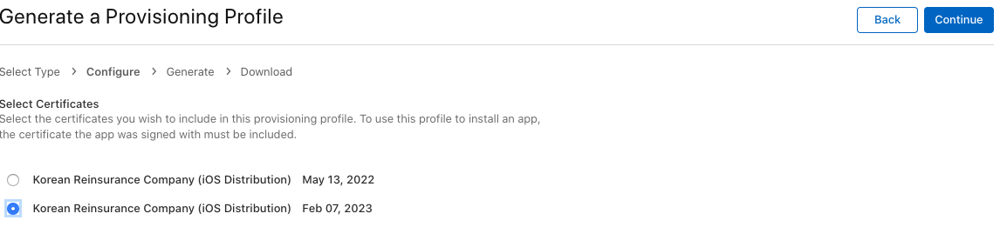 Generate a Provisioning Profile
Back
Continue
Select Type > Configure > Generate > Download
Select Certificates
Select the certificates you wish to include in this provisioning profile. To use this profile to install an app,
the certificate the app was signed with must be included.
Korean Reinsurance Company (iOS Distribution) May 13, 2022
Korean Reinsurance Company (iOS Distribution) Feb 07, 2023